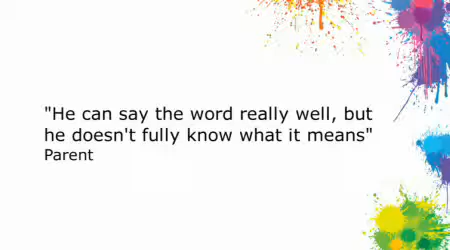 "He can say the word really well, but
he doesn't fully know what it means"
Parent